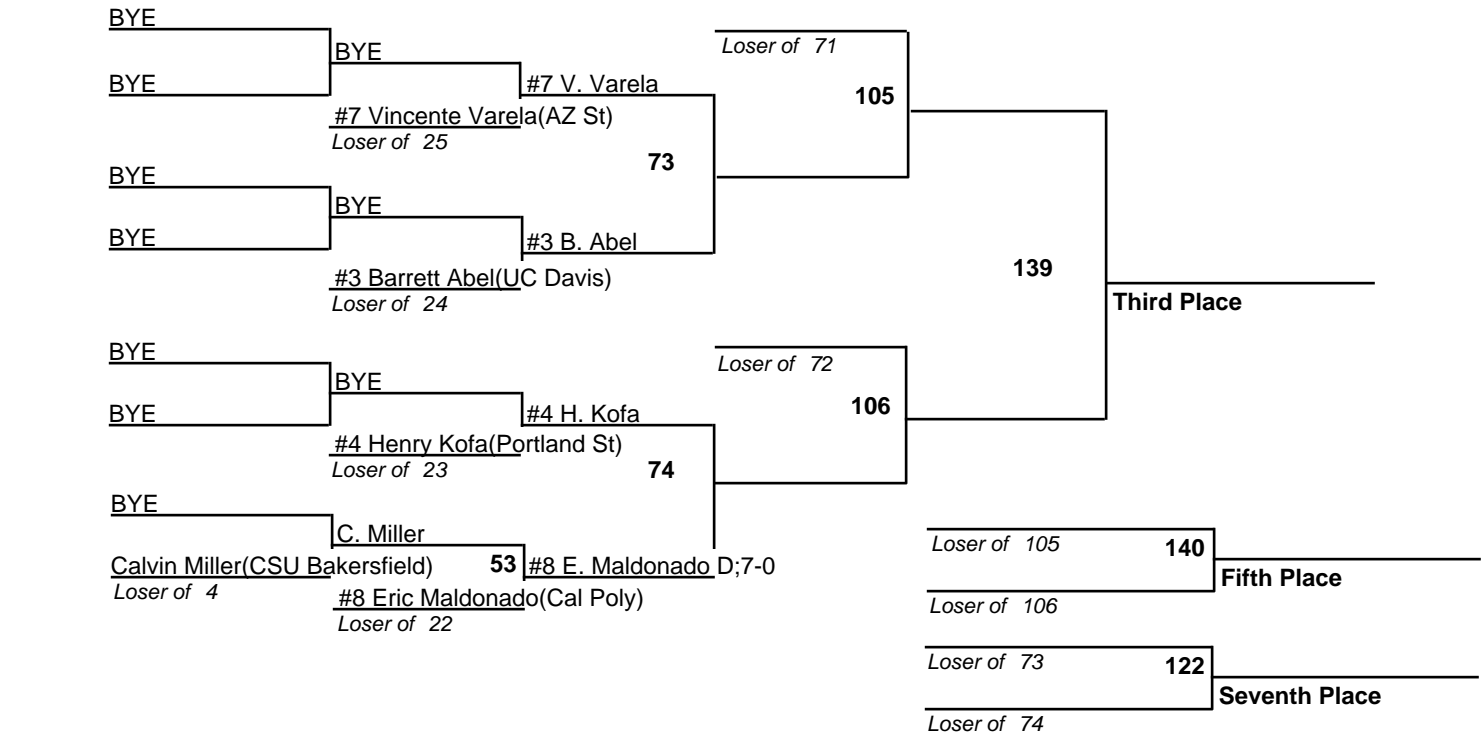 BYE
Loser of 71
BYE
BYE
#7 V. Varela
105
#7 Vincente Varela(AZ St)
Loser of 25
73
BYE
BYE
BYE
#3 B. Abel
139
#3 Barrett Abel(UC Davis)
Loser of 24
Third Place
BYE
Loser of 72
BYE
106
BYE
#4 H. Kofa
#4 Henry Kofa(Portland St)
Loser of 23
74
BYE
C. Miller
Loser of 105
140
Calvin Miller(CSU Bakersfield)
53
#8 E. Maldonado D;7-0
Fifth Place
Loser of 4
#8 Eric Maldonado(Cal Poly)
Loser of 106
Loser of 22
Loser of 73
122
Seventh Place
Loser of 74